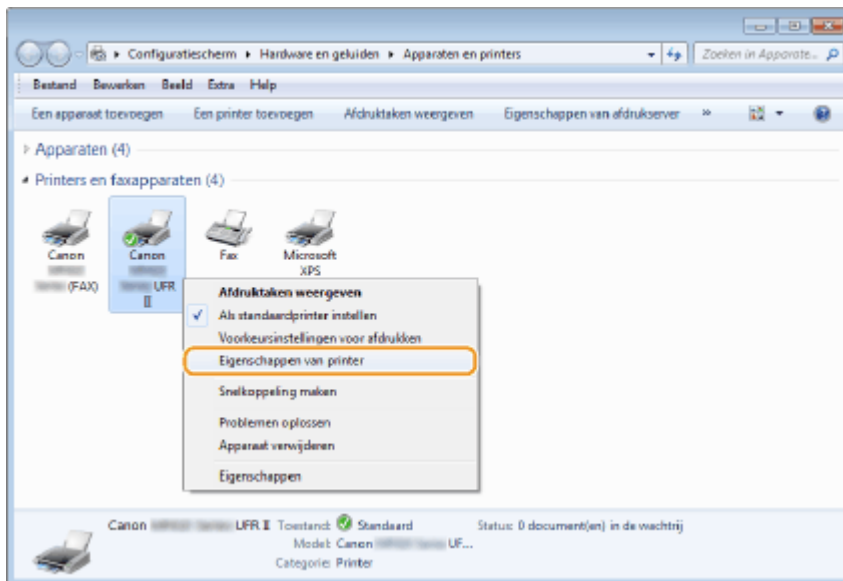 Configuratiescherm ▸ Hardware en geluiden ▸ Apparaten en printers
Zoeken in Apparate...
Bestand Bewerken Beeld Extra Help
Een apparaat toevoegen Een printer toevoegen Afdruktaken weergeven Eigenschappen van afdrukserver »
Apparaten (4)
Printers en faxapparaten (4)
Canon
(FAX)
Canon
UFR
II
Fax
Microsoft
XPS
Afdruktaken weergeven
Als standaardprinter instellen
Voorkeursinstellingen voor afdrukken
Eigenschappen van printer
Snelkoppeling maken
Problemen oplossen
Apparaat verwijderen
Eigenschappen
Canon UFR II Toestand: Standaard Status: 0 document(en) in de wachtrij
Model: Canon UF...
Categorie: Printer